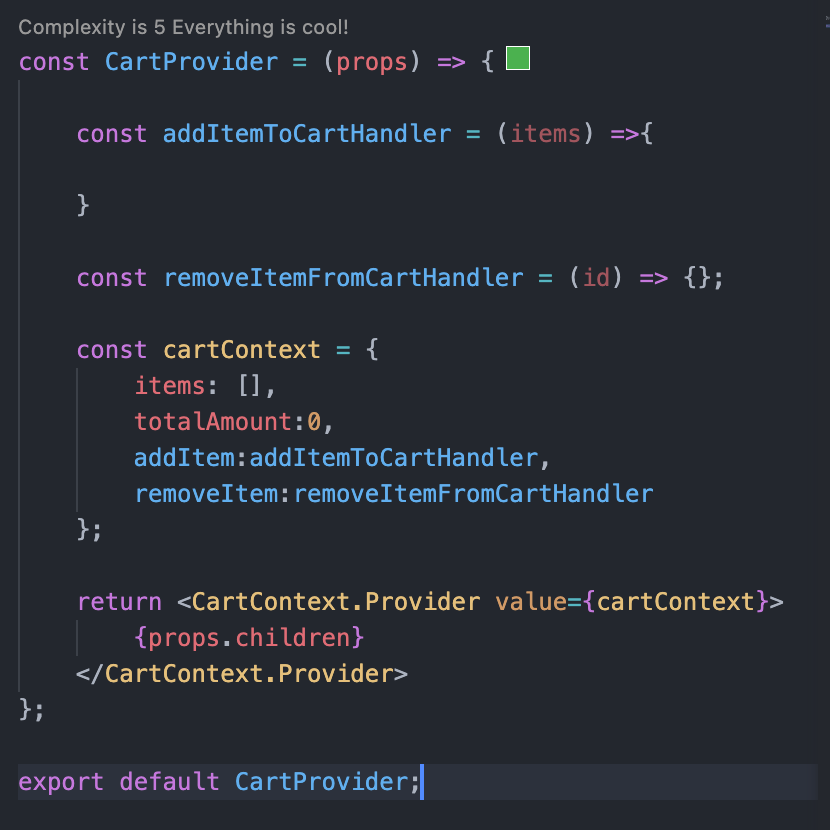 Complexity is 5 Everything is cool!
const CartProvider = (props) => {
const addItemToCartHandler = (items) =>{
}
const removeItemFromCartHandler = (id) => {};
const cartContext = {
items: [],
totalAmount:0,
addItem:addItemToCartHandler,
removeItem:removeItemFromCartHandler
};
return <CartContext.Provider value={cartContext}>
{props.children}
</CartContext.Provider>
};
export default CartProvider;